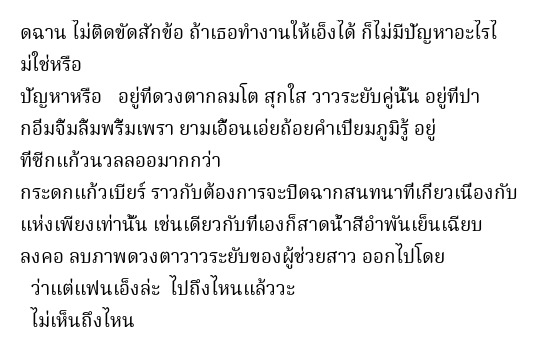 ดฉาน ไม่ติดขัดสักข้อ ถ้าเธอทำงานให้เอ็งได้ ก็ไม่มีปัญหาอะไรไ
ม่ใช่หรือ
ปัญหาหรือ   อยู่ที่ดวงตากลมโต สุกใส วาวระยับคู่นั้น อยู่ที่ปา
กอิ่มจิ้มลิ้มพริ้มเพรา ยามเอื้อนเอ่ยถ้อยคำเปี่ยมภูมิรู้ อยู่
ที่ซีกแก้วนวลลออมากกว่า
กระดกแก้วเบียร์ ราวกับต้องการจะปิดฉากสนทนาที่เกี่ยวเนื่องกับ
แห่งเพียงเท่านั้น เช่นเดียวกับที่เองก็สาดน้ำสีอำพันเย็นเฉียบ
ลงคอ ลบภาพดวงตาวาวระยับของผู้ช่วยสาว ออกไปโดย
ว่าแต่แฟนเอ็งล่ะ  ไปถึงไหนแล้ววะ
ไม่เห็นถึงไหน